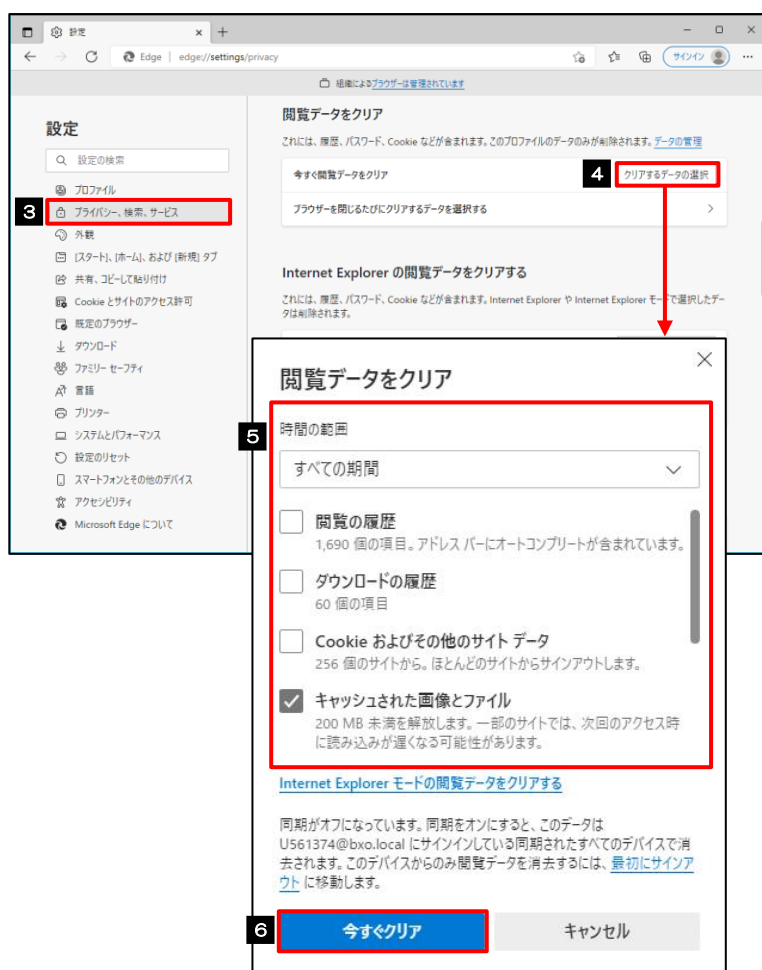 設定
Edge
edge://settings/privacy
サインイン
組織によるブラウザーは管理されています
設定
設定の検索
プロファイル
3
プライバシー、検索、サービス
外観
[スタート]、[ホーム]、および [新規] タブ
共有、コピーして貼り付け
Cookie とサイトのアクセス許可
既定のブラウザー
ダウンロード
ファミリー セーフティ
言語
プリンター
システムとパフォーマンス
設定のリセット
スマートフォンとその他のデバイス
アクセシビリティ
Microsoft Edge について
閲覧データをクリア
これには、履歴、パスワード、Cookie などが含まれます。このプロファイルのデータのみが削除されます。データの管理
今すぐ閲覧データをクリア
4
クリアするデータの選択
ブラウザーを閉じるたびにクリアするデータを選択する
Internet Explorer の閲覧データをクリアする
これには、履歴、パスワード、Cookie などが含まれます。Internet Explorer や Internet Explorer モードで選択したデー
タは削除されます。
閲覧データをクリア
5
時間の範囲
すべての期間
閲覧の履歴
1,690 個の項目。アドレス バーにオートコンプリートが含まれています。
ダウンロードの履歴
60 個の項目
Cookie およびその他のサイト データ
256 個のサイトから。ほとんどのサイトからサインアウトします。
キャッシュされた画像とファイル
200 MB 未満を解放します。一部のサイトでは、次回のアクセス時
に読み込みが遅くなる可能性があります。
Internet Explorer モードの閲覧データをクリアする
同期がオフになっています。同期をオンにすると、このデータは
U561374@bxo.local にサインインしている同期されたすべてのデバイスで消
去されます。このデバイスからのみ閲覧データを消去するには、最初にサインア
ウト に移動します。
6
今すぐクリア
キャンセル